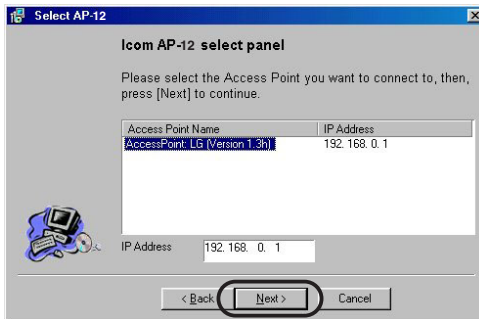 Select AP-12
Icom AP-12 select panel
Please select the Access Point you want to connect to, then,
press [Next] to continue.
Access Point Name IP Address
AccessPoint: LG (Version 1.3h) 192. 168. 0. 1
IP Address 192. 168. 0. 1
< Back Next > Cancel